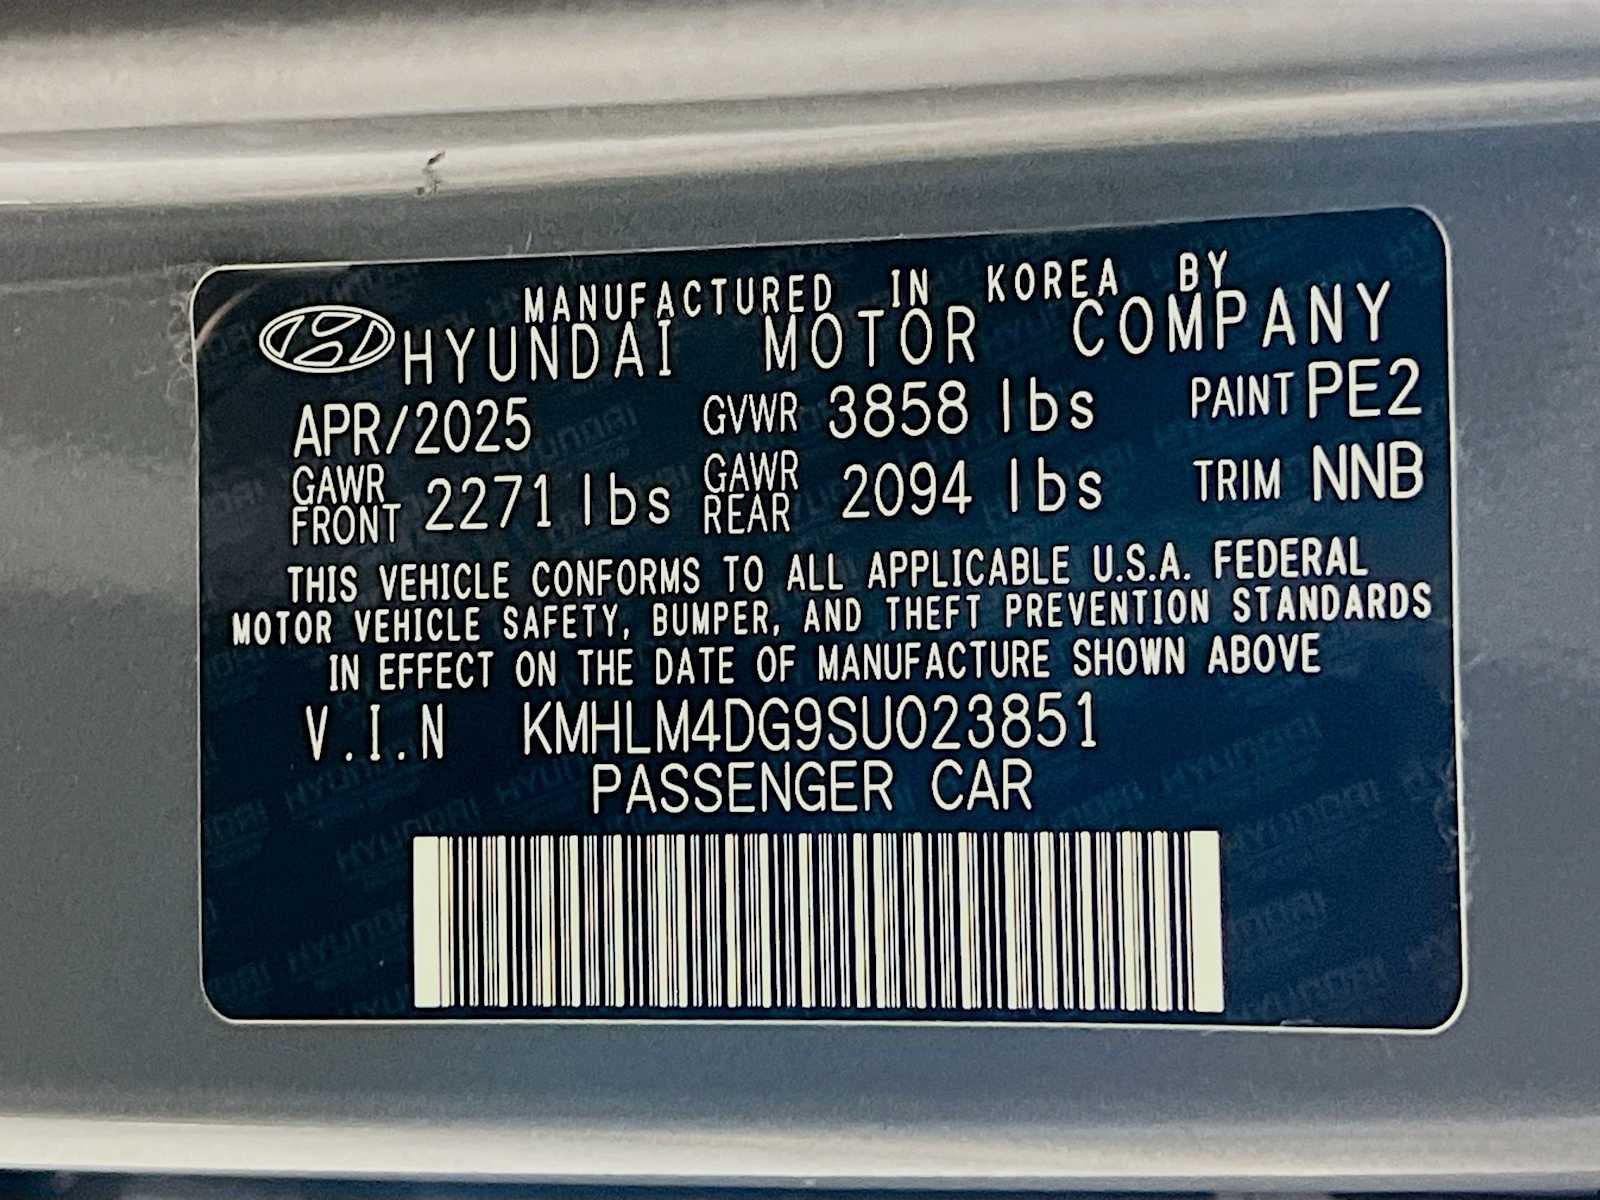 MANUFACTURED IN KOREA BY
HYUNDAI MOTOR COMPANY
APR/2025 GVWR 3858 lbs PAINT PE2
GAWR FRONT 2271 lbs GAWR REAR 2094 lbs TRIM NNB
THIS VEHICLE CONFORMS TO ALL APPLICABLE U.S.A. FEDERAL
MOTOR VEHICLE SAFETY, BUMPER, AND THEFT PREVENTION STANDARDS
IN EFFECT ON THE DATE OF MANUFACTURE SHOWN ABOVE
V.I.N KMHLM4DG9SU023851
PASSENGER CAR